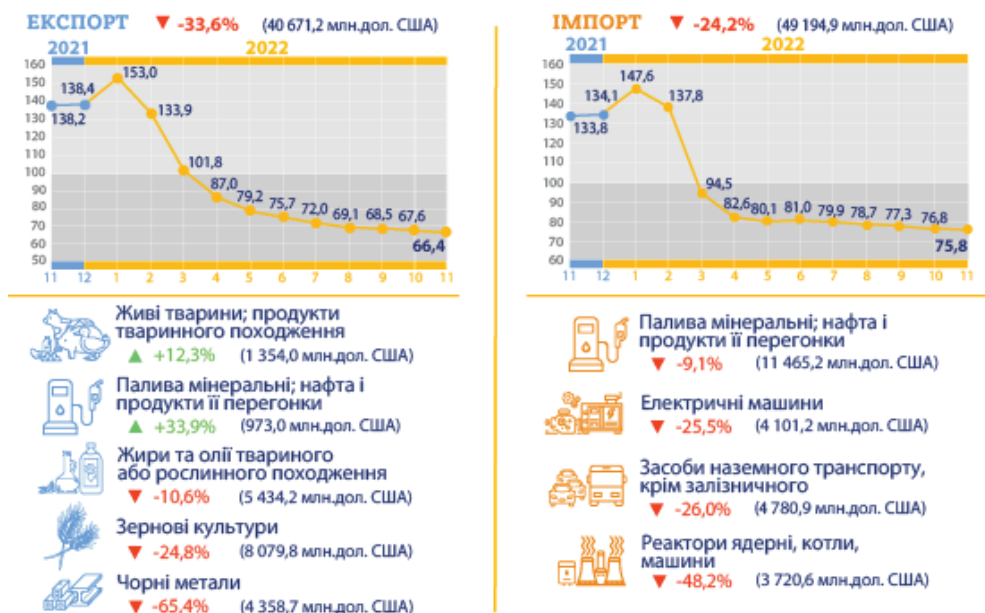 ЕКСПОРТ ▼ -33,6% (40 671,2 млн.дол. США)
2021 2022
160
150
140
130
120
110
100
90
80
70
60
50
138,2
138,4
153,0
133,9
101,8
87,0
79,2
75,7
72,0
69,1
68,5
67,6
66,4
11 12 1 2 3 4 5 6 7 8 9 10 11
Живі тварини; продукти
тваринного походження
▲ +12,3% (1 354,0 млн.дол. США)
Палива мінеральні; нафта і
продукти її перегонки
▲ +33,9% (973,0 млн.дол. США)
Жири та олії твариного
або рослинного походження
▼ -10,6% (5 434,2 млн.дол. США)
Зернові культури
▼ -24,8% (8 079,8 млн.дол. США)
Чорні метали
▼ -65,4% (4 358,7 млн.дол. США)
ІМПОРТ ▼ -24,2% (49 194,9 млн.дол. США)
2021 2022
160
150
140
130
120
110
100
90
80
70
60
133,8
134,1
147,6
137,8
94,5
82,6
80,1
81,0
79,9
78,7
77,3
76,8
75,8
11 12 1 2 3 4 5 6 7 8 9 10 11
Палива мінеральні; нафта і
продукти її перегонки
▼ -9,1% (11 465,2 млн.дол. США)
Електричні машини
▼ -25,5% (4 101,2 млн.дол. США)
Засоби наземного транспорту,
крім залізничного
▼ -26,0% (4 780,9 млн.дол. США)
Реактори ядерні, котли,
машини
▼ -48,2% (3 720,6 млн.дол. США)